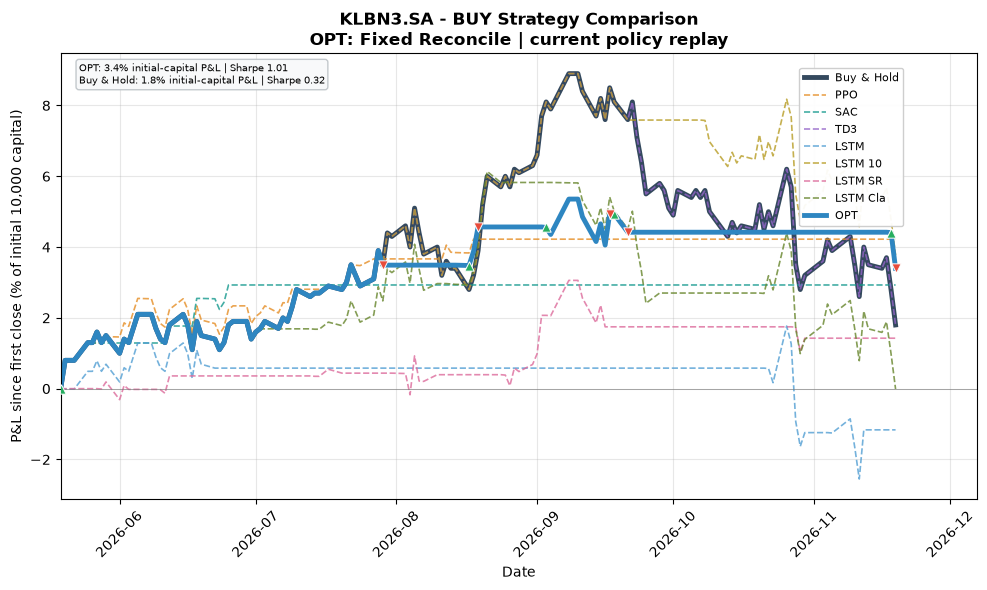 KLBN3.SA - BUY Strategy Comparison
OPT: Fixed Reconcile | current policy replay
OPT: 3.4% initial-capital P&L | Sharpe 1.01
Buy & Hold: 1.8% initial-capital P&L | Sharpe 0.32
Buy & Hold
PPO
SAC
TD3
LSTM
LSTM 10
LSTM SR
LSTM Cla
OPT
P&L since first close (% of initial 10,000 capital)
8
6
4
2
0
−2
2026-06
2026-07
2026-08
2026-09
2026-10
2026-11
2026-12
Date